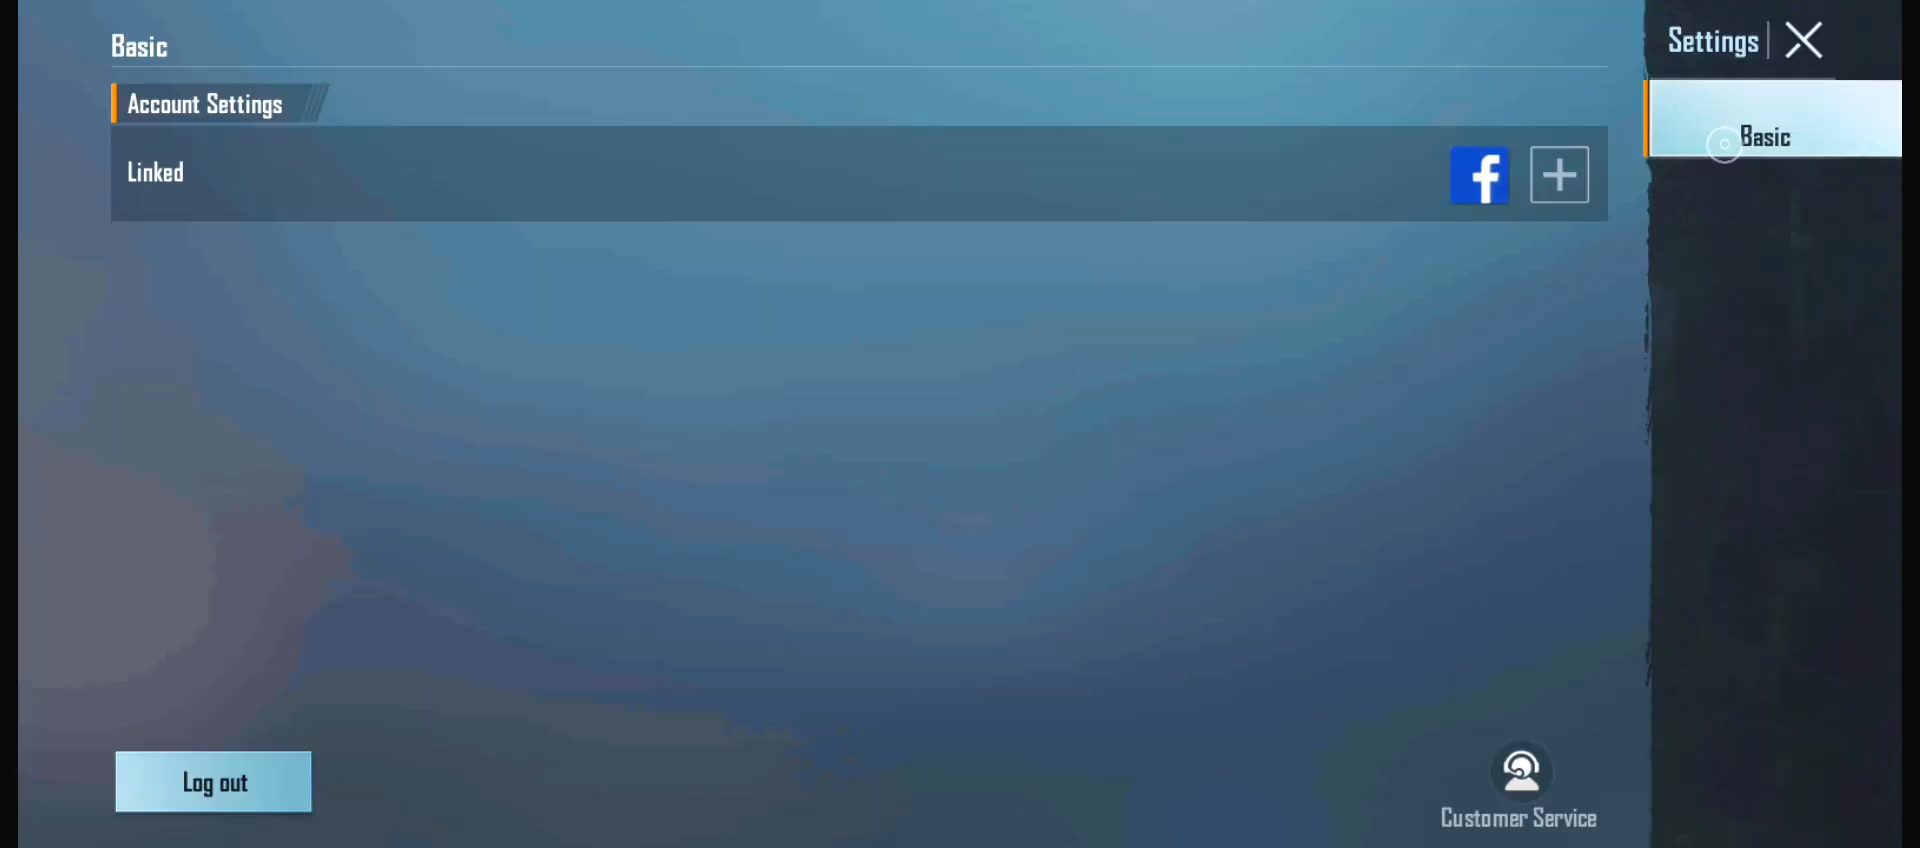 Basic
Settings
Account Settings
Basic
Linked
Log out
Customer Service